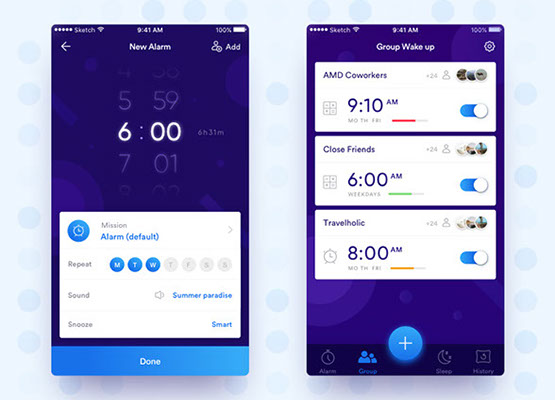 Sketch 9:41 AM 100%
New Alarm Add
4 58
5 59
6 : 00 6h31m
7 01
Mission
Alarm (default)
Repeat M T W T F S S
Sound Summer paradise
Snooze Smart
Done
Sketch 9:41 AM 100%
Group Wake up
AMD Coworkers +24
9:10 AM
MO TH FRI
Close Friends +24
6:00 AM
WEEKDAYS
Travelholic +24
8:00 AM
MO TH FRI
+
Alarm Group Sleep History